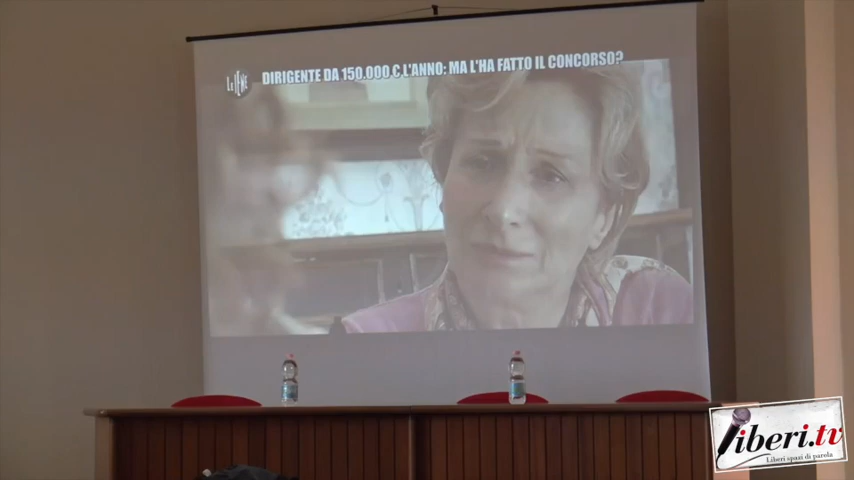 Le IENE
DIRIGENTE DA 150.000 € L'ANNO: MA L'HA FATTO IL CONCORSO?
liberi.tv
Liberi spazi di parola